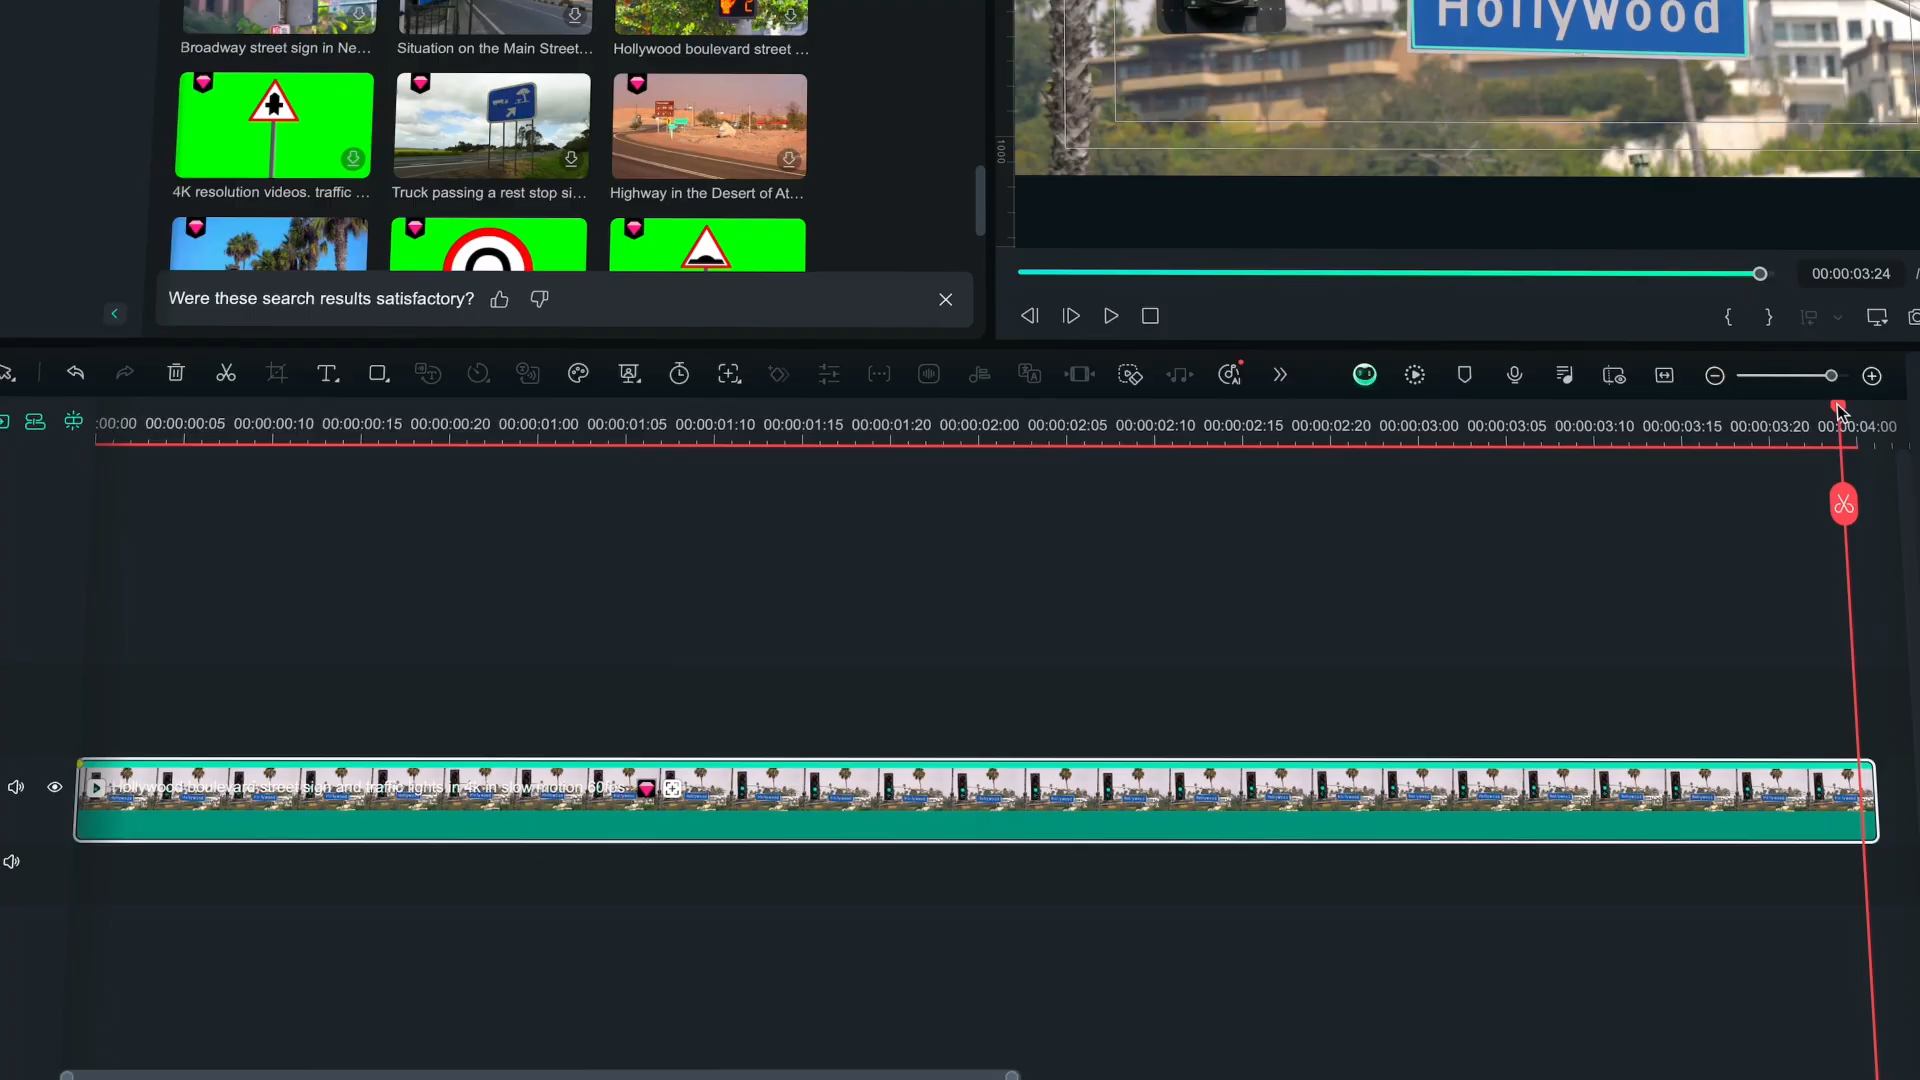 Broadway street sign in Ne...
Situation on the Main Street...
Hollywood boulevard street ...
Hollywood
1000
4K resolution videos. traffic ...
Truck passing a rest stop si...
Highway in the Desert of At...
Were these search results satisfactory?
00:00:03:24 /
:00:00 00:00:00:05 00:00:00:10 00:00:00:15 00:00:00:20 00:00:01:00 00:00:01:05 00:00:01:10 00:00:01:15 00:00:01:20 00:00:02:00 00:00:02:05 00:00:02:10 00:00:02:15 00:00:02:20 00:00:03:00 00:00:03:05 00:00:03:10 00:00:03:15 00:00:03:20 00:00:04:00
Hollywood boulevard street sign and traffic lights in 4k in slow motion 60fps